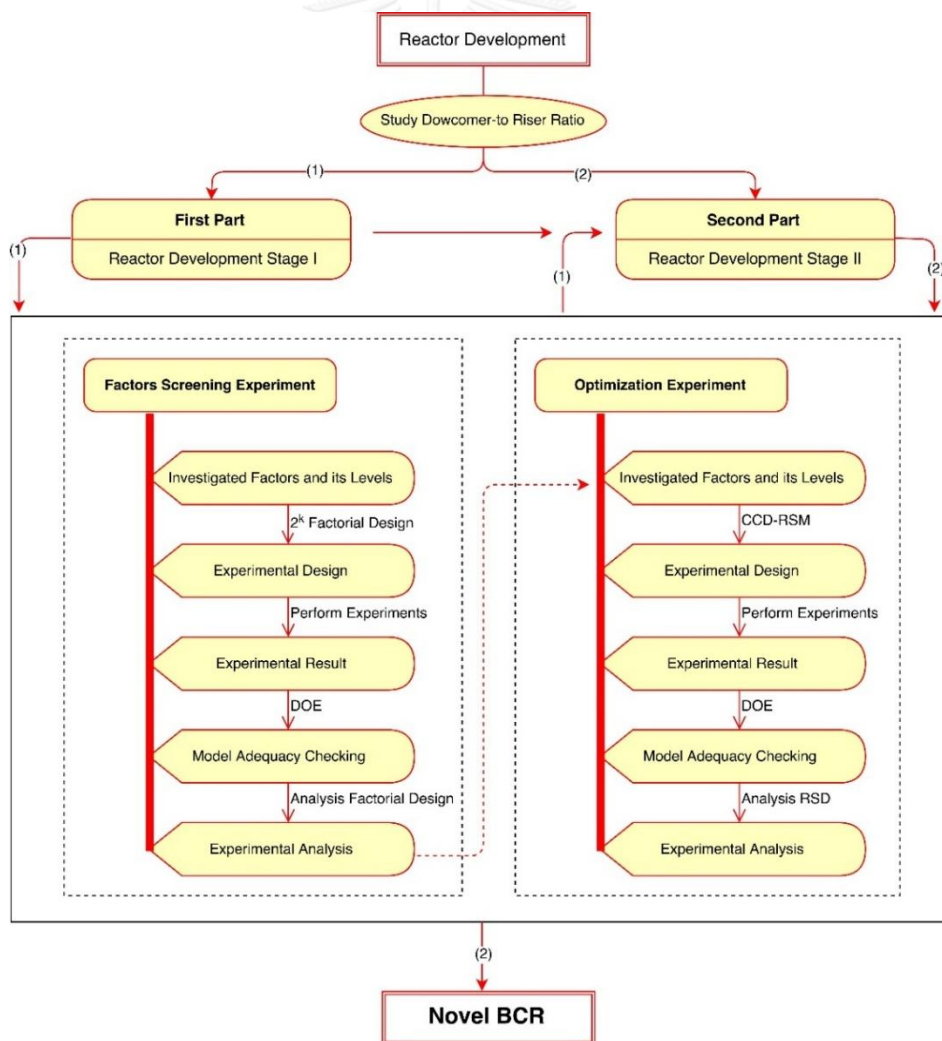 Reactor Development
Study Dowcomer-to Riser Ratio
(1)
(2)
First Part
Reactor Development Stage I
Second Part
Reactor Development Stage II
(1)
(1)
(2)
Factors Screening Experiment
Investigated Factors and its Levels
2^k Factorial Design
Experimental Design
Perform Experiments
Experimental Result
DOE
Model Adequacy Checking
Analysis Factorial Design
Experimental Analysis
Optimization Experiment
Investigated Factors and its Levels
CCD-RSM
Experimental Design
Perform Experiments
Experimental Result
DOE
Model Adequacy Checking
Analysis RSD
Experimental Analysis
(2)
Novel BCR